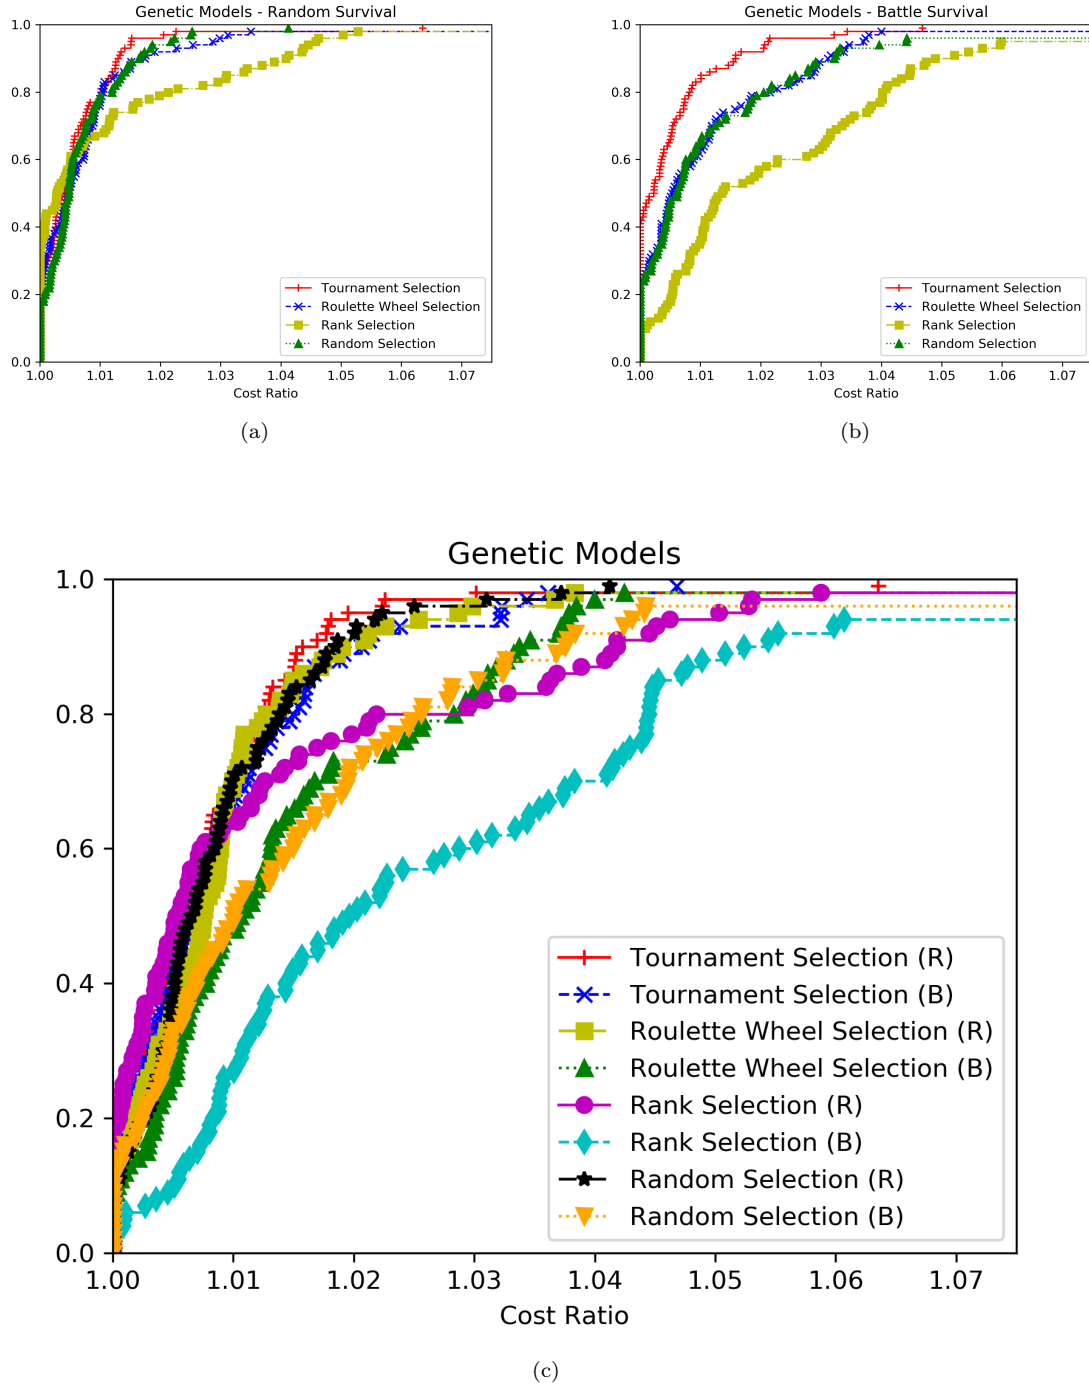 Genetic Models - Random Survival
1.0
0.8
0.6
0.4
0.2
0.0
Tournament Selection
Roulette Wheel Selection
Rank Selection
Random Selection
1.00 1.01 1.02 1.03 1.04 1.05 1.06 1.07
Cost Ratio
(a)
Genetic Models - Battle Survival
1.0
0.8
0.6
0.4
0.2
0.0
Tournament Selection
Roulette Wheel Selection
Rank Selection
Random Selection
1.00 1.01 1.02 1.03 1.04 1.05 1.06 1.07
Cost Ratio
(b)
Genetic Models
1.0
0.8
0.6
0.4
0.2
0.0
Tournament Selection (R)
Tournament Selection (B)
Roulette Wheel Selection (R)
Roulette Wheel Selection (B)
Rank Selection (R)
Rank Selection (B)
Random Selection (R)
Random Selection (B)
1.00 1.01 1.02 1.03 1.04 1.05 1.06 1.07
Cost Ratio
(c)